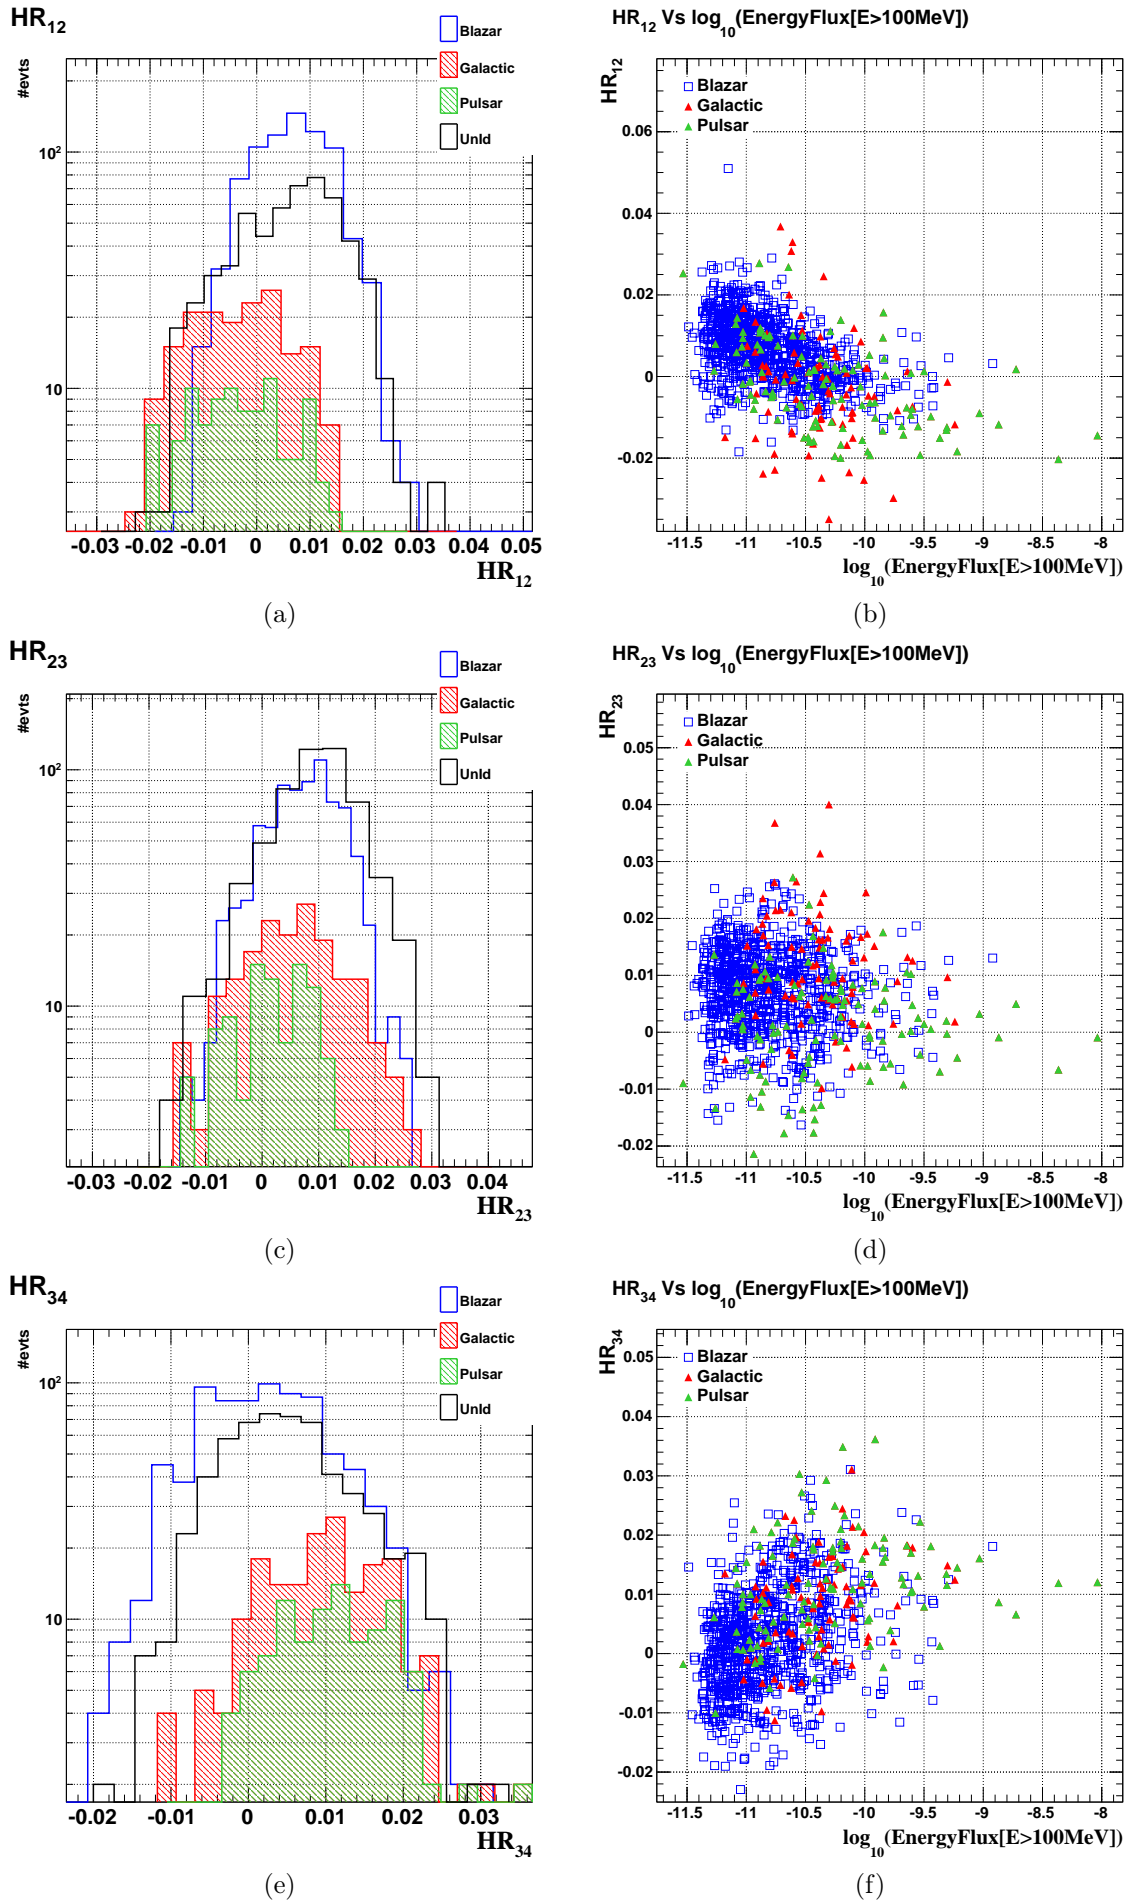 HR12
#evts
Blazar
Galactic
Pulsar
UnId
10²
10
-0.03 -0.02 -0.01 0 0.01 0.02 0.03 0.04 0.05
HR12
(a)
HR12 Vs log10(EnergyFlux[E>100MeV])
HR12
Blazar
Galactic
Pulsar
0.06
0.04
0.02
0
-0.02
-11.5 -11 -10.5 -10 -9.5 -9 -8.5 -8
log10(EnergyFlux[E>100MeV])
(b)
HR23
#evts
Blazar
Galactic
Pulsar
UnId
10²
10
-0.03 -0.02 -0.01 0 0.01 0.02 0.03 0.04
HR23
(c)
HR23 Vs log10(EnergyFlux[E>100MeV])
HR23
Blazar
Galactic
Pulsar
0.05
0.04
0.03
0.02
0.01
0
-0.01
-0.02
-11.5 -11 -10.5 -10 -9.5 -9 -8.5 -8
log10(EnergyFlux[E>100MeV])
(d)
HR34
#evts
Blazar
Galactic
Pulsar
UnId
10²
10
-0.02 -0.01 0 0.01 0.02 0.03
HR34
(e)
HR34 Vs log10(EnergyFlux[E>100MeV])
HR34
Blazar
Galactic
Pulsar
0.05
0.04
0.03
0.02
0.01
0
-0.01
-0.02
-11.5 -11 -10.5 -10 -9.5 -9 -8.5 -8
log10(EnergyFlux[E>100MeV])
(f)